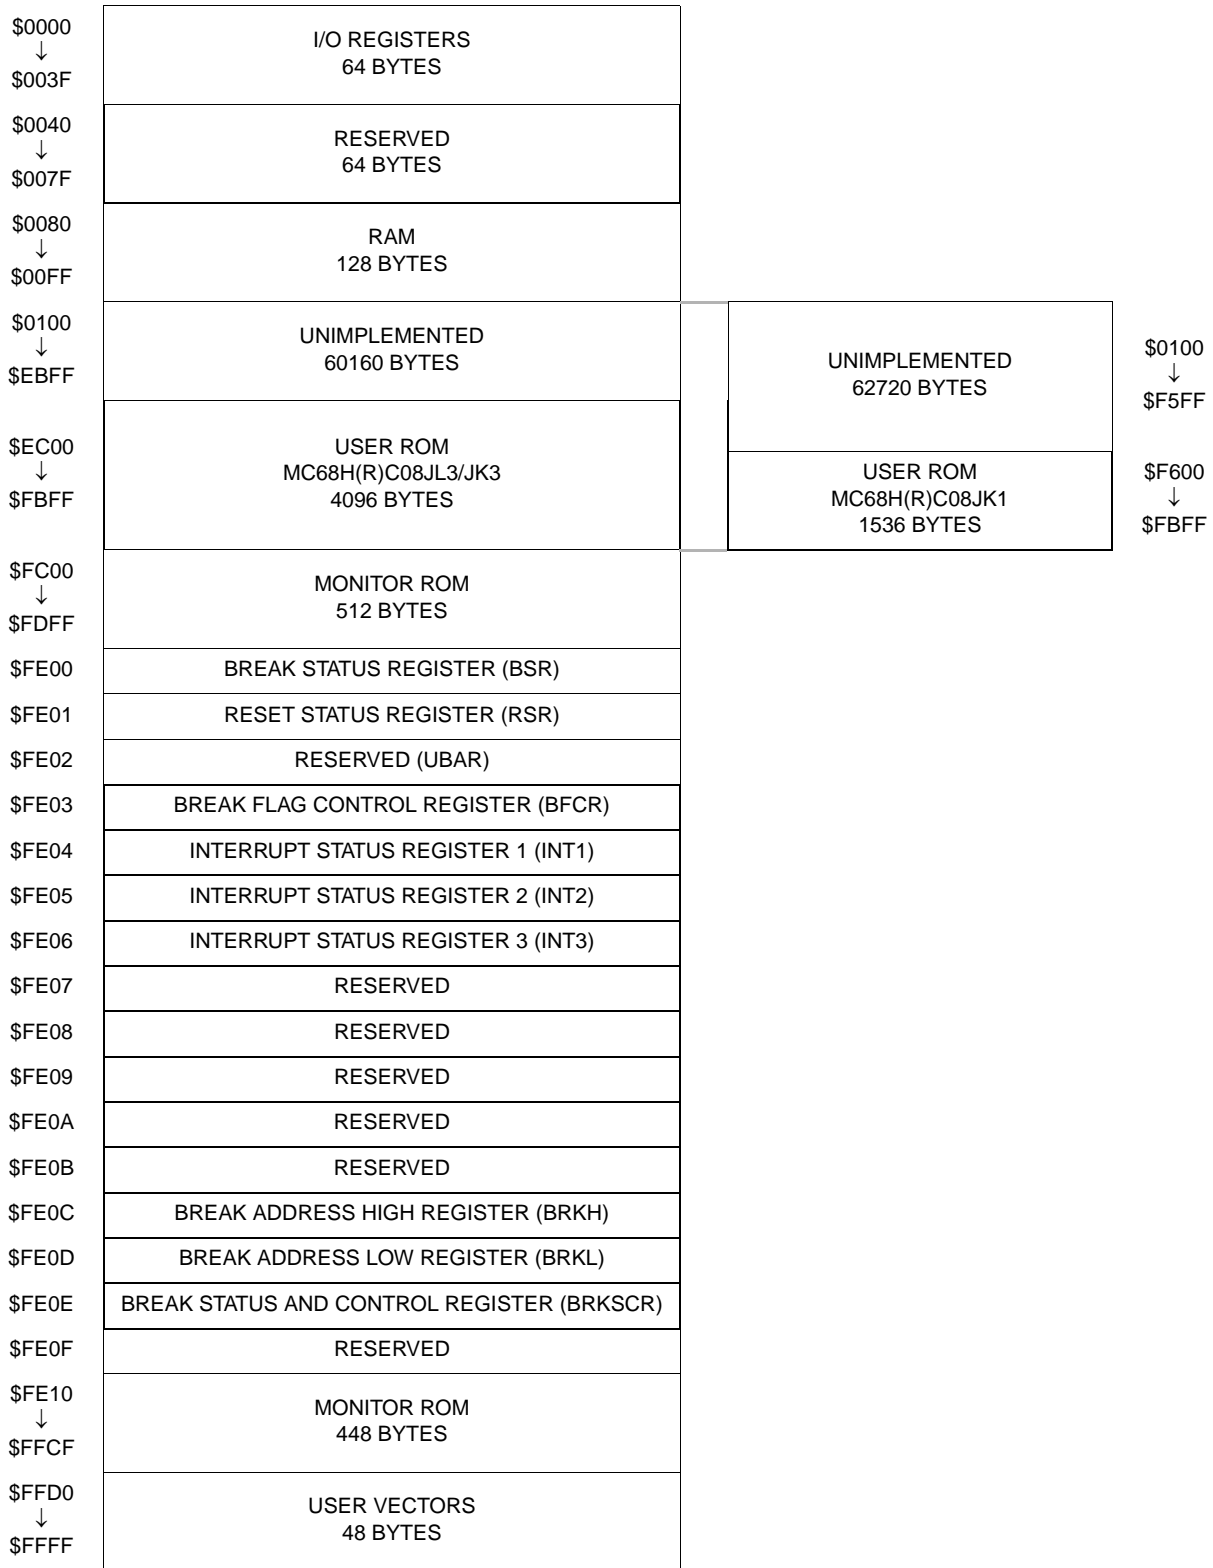 $0000
↓
$003F
I/O REGISTERS
64 BYTES
$0040
↓
$007F
RESERVED
64 BYTES
$0080
↓
$00FF
RAM
128 BYTES
$0100
↓
$EBFF
UNIMPLEMENTED
60160 BYTES
UNIMPLEMENTED
62720 BYTES
$0100
↓
$F5FF
$EC00
↓
$FBFF
USER ROM
MC68H(R)C08JL3/JK3
4096 BYTES
USER ROM
MC68H(R)C08JK1
1536 BYTES
$F600
↓
$FBFF
$FC00
↓
$FDFF
MONITOR ROM
512 BYTES
$FE00
BREAK STATUS REGISTER (BSR)
$FE01
RESET STATUS REGISTER (RSR)
$FE02
RESERVED (UBAR)
$FE03
BREAK FLAG CONTROL REGISTER (BFCR)
$FE04
INTERRUPT STATUS REGISTER 1 (INT1)
$FE05
INTERRUPT STATUS REGISTER 2 (INT2)
$FE06
INTERRUPT STATUS REGISTER 3 (INT3)
$FE07
RESERVED
$FE08
RESERVED
$FE09
RESERVED
$FE0A
RESERVED
$FE0B
RESERVED
$FE0C
BREAK ADDRESS HIGH REGISTER (BRKH)
$FE0D
BREAK ADDRESS LOW REGISTER (BRKL)
$FE0E
BREAK STATUS AND CONTROL REGISTER (BRKSCR)
$FE0F
RESERVED
$FE10
↓
$FFCF
MONITOR ROM
448 BYTES
$FFD0
↓
$FFFF
USER VECTORS
48 BYTES